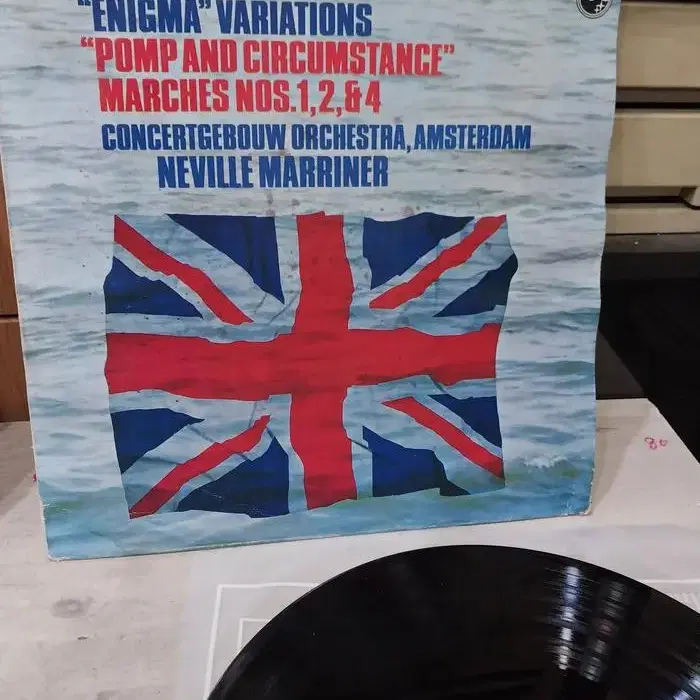 "ENIGMA" VARIATIONS
"POMP AND CIRCUMSTANCE"
MARCHES NOS.1,2,&4
CONCERTGEBOUW ORCHESTRA, AMSTERDAM
NEVILLE MARRINER